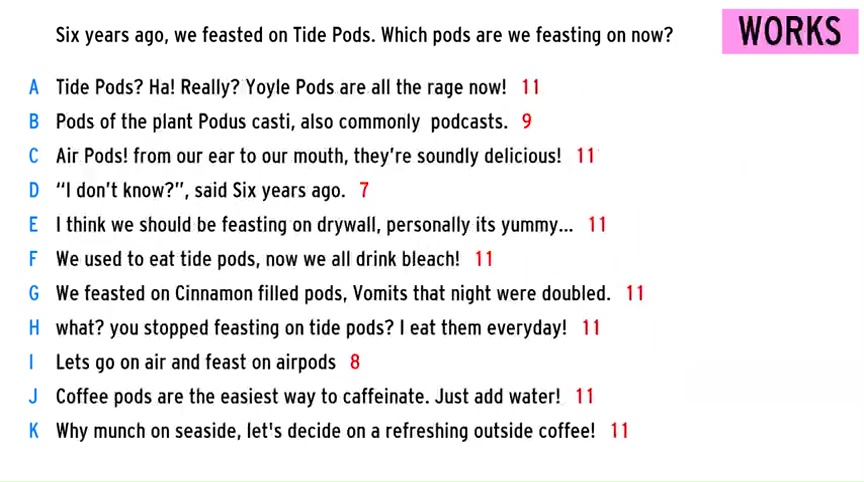 Six years ago, we feasted on Tide Pods. Which pods are we feasting on now?
WORKS
A Tide Pods? Ha! Really? Yoyle Pods are all the rage now! 11
B Pods of the plant Podus casti, also commonly podcasts. 9
C Air Pods! from our ear to our mouth, they're soundly delicious! 11
D “I don't know?”, said Six years ago. 7
E I think we should be feasting on drywall, personally its yummy... 11
F We used to eat tide pods, now we all drink bleach! 11
G We feasted on Cinnamon filled pods, Vomits that night were doubled. 11
H what? you stopped feasting on tide pods? I eat them everyday! 11
I Lets go on air and feast on airpods 8
J Coffee pods are the easiest way to caffeinate. Just add water! 11
K Why munch on seaside, let's decide on a refreshing outside coffee! 11